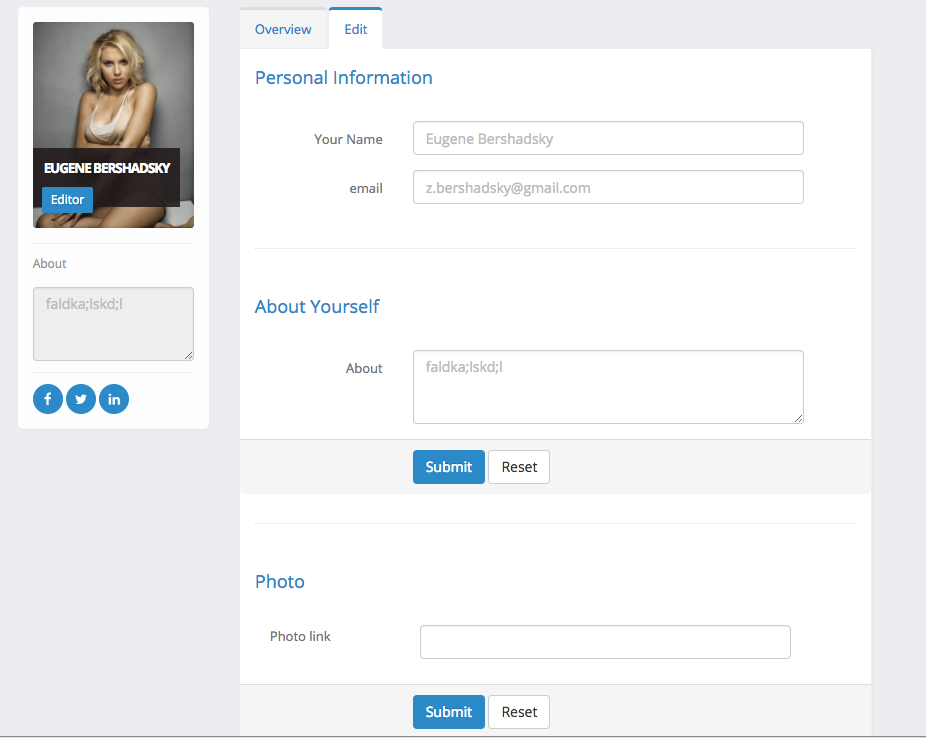 EUGENE BERSHADSKY
Editor
About
faldka;lskd;l
f
in
Overview
Edit
Personal Information
Your Name
Eugene Bershadsky
email
z.bershadsky@gmail.com
About Yourself
About
faldka;lskd;l
Submit
Reset
Photo
Photo link
Submit
Reset